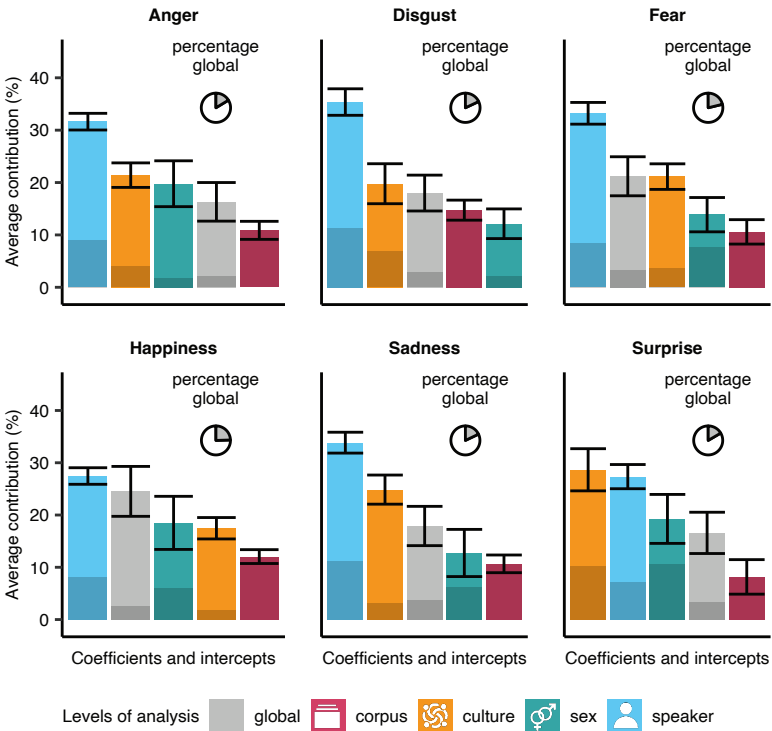 Anger
Disgust
Fear
Average contribution (%)
40
30
20
10
0
percentage
global
percentage
global
percentage
global
Happiness
Sadness
Surprise
Average contribution (%)
40
30
20
10
0
percentage
global
percentage
global
percentage
global
Coefficients and intercepts
Coefficients and intercepts
Coefficients and intercepts
Levels of analysis global corpus culture sex speaker